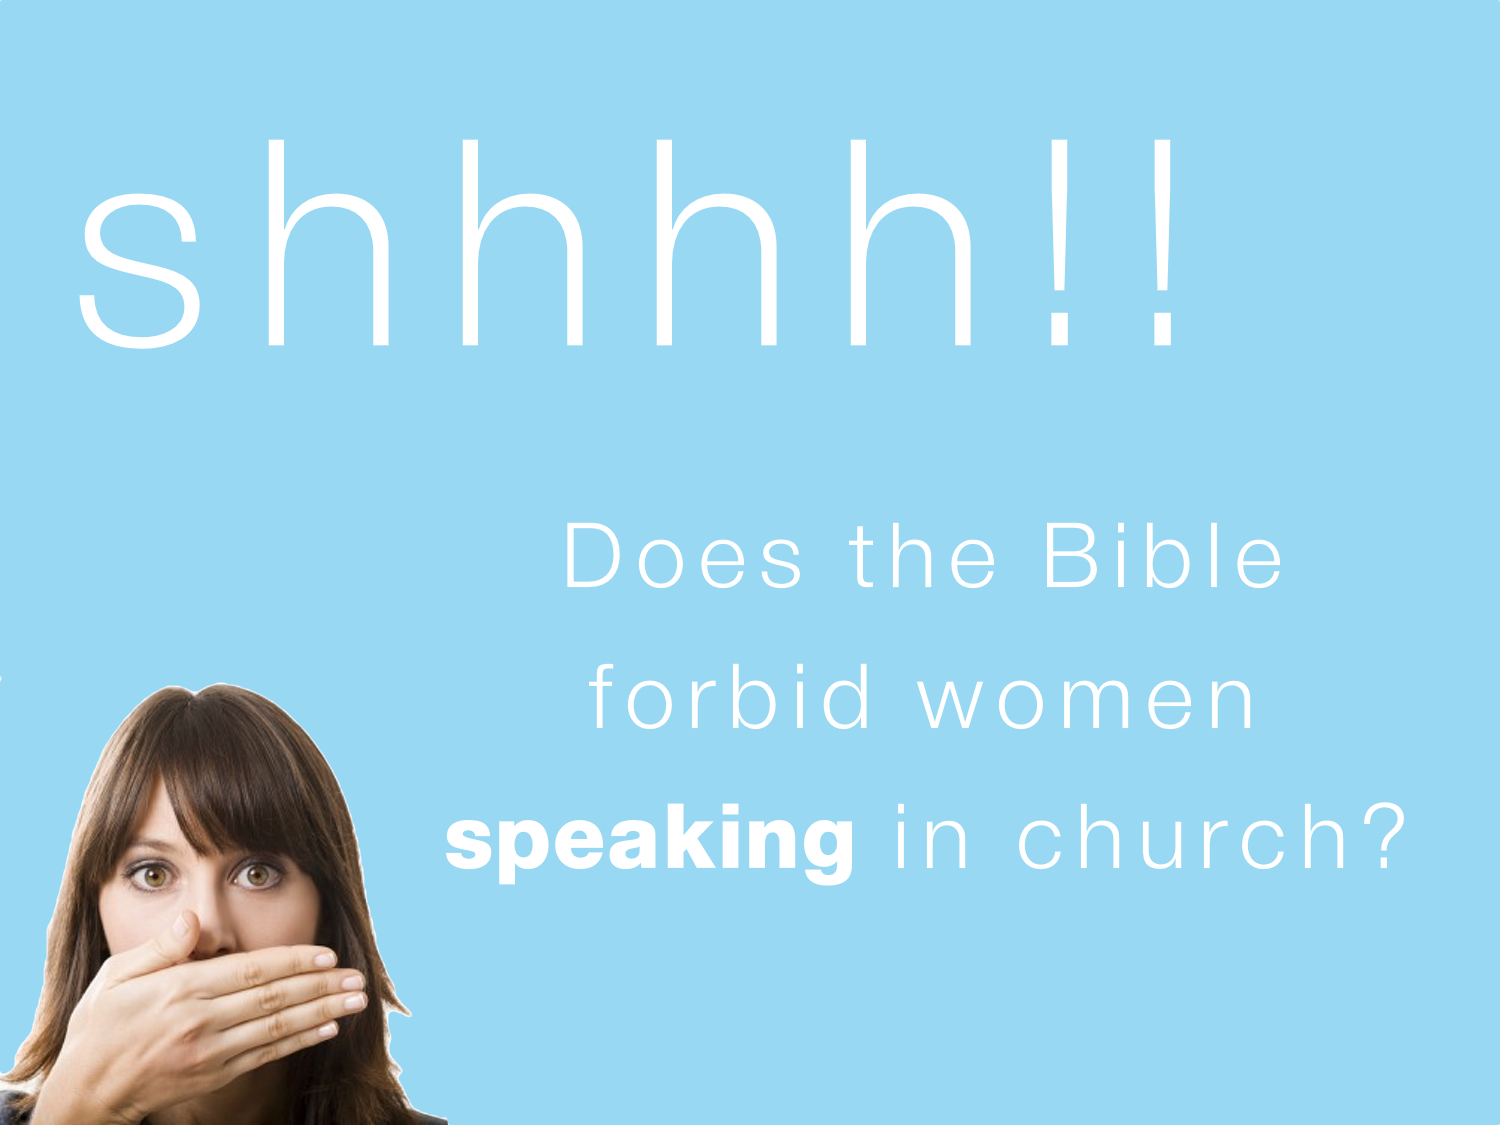 shhhh!!
Does the Bible
forbid women
speaking in church?